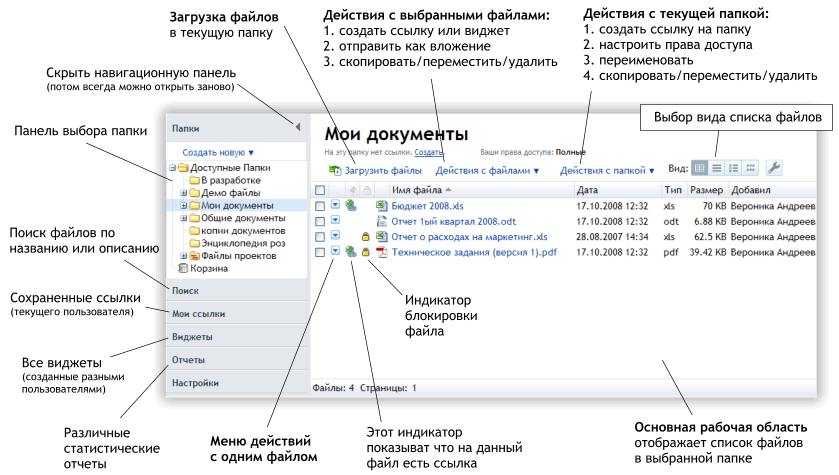 Загрузка файлов
в текущую папку
Действия с выбранными файлами:
1. создать ссылку или виджет
2. отправить как вложение
3. скопировать/переместить/удалить
Действия с текущей папкой:
1. создать ссылку на папку
2. настроить права доступа
3. переименовать
4. скопировать/переместить/удалить
Скрыть навигационную панель
(потом всегда можно открыть заново)
Выбор вида списка файлов
Панель выбора папки
Поиск файлов по
названию или описанию
Сохраненные ссылки
(текущего пользователя)
Все виджеты
(созданные разными
пользователями)
Различные
статистические
отчеты
Папки
Создать новую ▼
Доступные Папки
В разработке
Демо файлы
Мои документы
Общие документы
копии документов
Энциклопедия роз
Файлы проектов
Корзина
Поиск
Мои ссылки
Виджеты
Отчеты
Настройки
Мои документы
На эту папку нет ссылки. Создать. Ваши права доступа: Полные
Загрузить файлы Действия с файлами ▼ Действия с папкой ▼ Вид:
Имя файла Дата Тип Размер Добавил
Бюджет 2008.xls 17.10.2008 12:32 xls 70 KB Вероника Андреев
Отчет 1ый квартал 2008.odt 17.10.2008 12:32 odt 6.88 KB Вероника Андреев
Отчет о расходах на маркетинг.xls 28.08.2007 14:34 xls 62.5 KB Вероника Андреев
Техническое задания (версия 1).pdf 17.10.2008 12:32 pdf 39.42 KB Вероника Андреев
Файлы: 4 Страницы: 1
Индикатор
блокировки
файла
Меню действий
с одним файлом
Этот индикатор
показыват что на данный
файл есть ссылка
Основная рабочая область
отображает список файлов
в выбранной папке